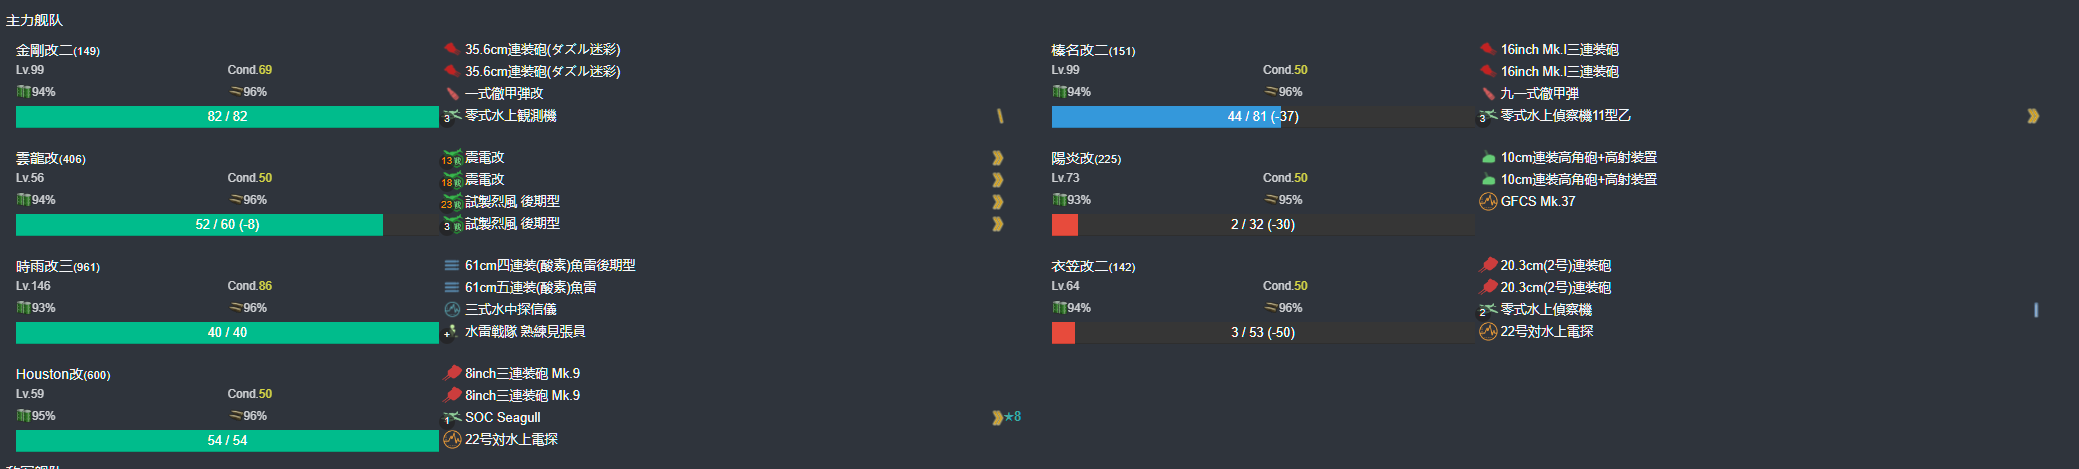 主力舰队
金剛改二(149)
Lv.99 Cond.69
94% 96%
82 / 82
35.6cm連装砲(ダズル迷彩)
35.6cm連装砲(ダズル迷彩)
一式徹甲弾改
3 零式水上観測機
榛名改二(151)
Lv.99 Cond.50
94% 96%
44 / 81 (-37)
16inch Mk.I三連装砲
16inch Mk.I三連装砲
九一式徹甲弾
3 零式水上偵察機11型乙
雲龍改(406)
Lv.56 Cond.50
94% 96%
52 / 60 (-8)
13 震電改
18 震電改
23 試製烈風 後期型
3 試製烈風 後期型
陽炎改(225)
Lv.73 Cond.50
93% 95%
2 / 32 (-30)
10cm連装高角砲+高射装置
10cm連装高角砲+高射装置
GFCS Mk.37
時雨改三(961)
Lv.146 Cond.86
93% 96%
40 / 40
61cm四連装(酸素)魚雷後期型
61cm五連装(酸素)魚雷
三式水中探信儀
+ 水雷戦隊 熟練見張員
衣笠改二(142)
Lv.64 Cond.50
94% 96%
3 / 53 (-50)
20.3cm(2号)連装砲
20.3cm(2号)連装砲
2 零式水上偵察機
22号対水上電探
Houston改(600)
Lv.59 Cond.50
95% 96%
54 / 54
8inch三連装砲 Mk.9
8inch三連装砲 Mk.9
1 SOC Seagull ★8
22号対水上電探